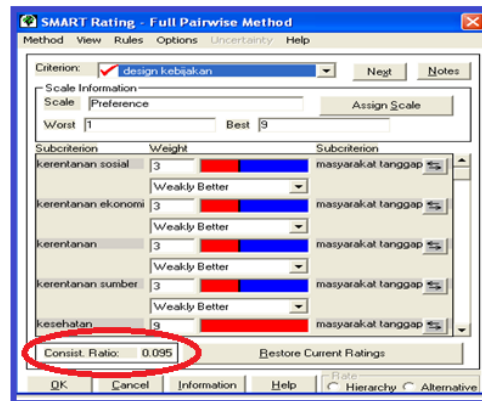 SMART Rating - Full Pairwise Method
Method View Rules Options Uncertainty Help
Criterion: design kebijakan Next Notes
Scale Information
Scale Preference Assign Scale
Worst 1 Best 9
Subcriterion Weight Subcriterion
kerentanan sosial 3 masyarakat tanggap
Weakly Better
kerentanan ekonomi 3 masyarakat tanggap
Weakly Better
kerentanan 3 masyarakat tanggap
Weakly Better
kerentanan sumber 3 masyarakat tanggap
Weakly Better
kesehatan 9 masyarakat tanggap
Consist. Ratio: 0.095 Restore Current Ratings
OK Cancel Information Help Rate
Hierarchy Alternative